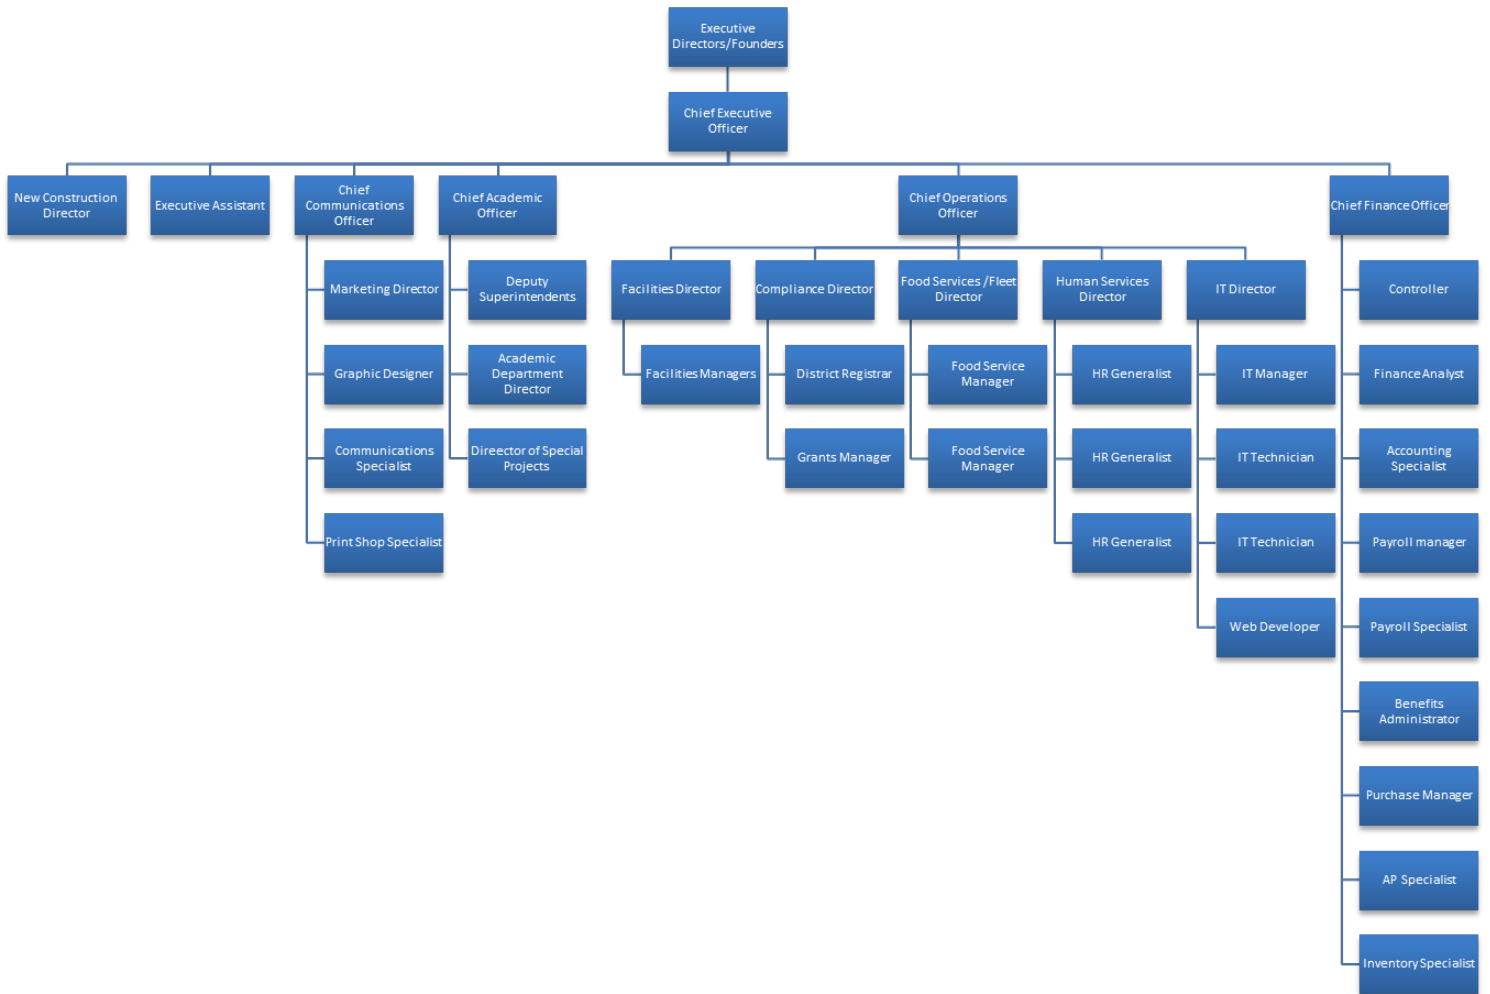 Executive
Directors/Founders
Chief Executive
Officer
New Construction
Director
Executive Assistant
Chief
Communications
Officer
Chief Academic
Officer
Chief Operations
Officer
Chief Finance Officer
Marketing Director
Graphic Designer
Communications
Specialist
Print Shop Specialist
Deputy
Superintendents
Academic
Department
Director
Direector of Special
Projects
Facilities Director
Facilities Managers
Compliance Director
District Registrar
Grants Manager
Food Services /Fleet
Director
Food Service
Manager
Food Service
Manager
Human Services
Director
HR Generalist
HR Generalist
HR Generalist
IT Director
IT Manager
IT Technician
IT Technician
Web Developer
Controller
Finance Analyst
Accounting
Specialist
Payroll manager
Payroll Specialist
Benefits
Administrator
Purchase Manager
AP Specialist
Inventory Specialist